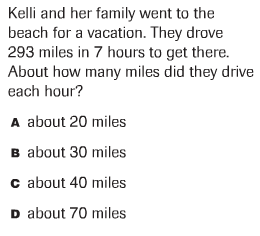 Kelli and her family went to the
beach for a vacation. They drove
293 miles in 7 hours to get there.
About how many miles did they drive
each hour?
A about 20 miles
B about 30 miles
C about 40 miles
D about 70 miles